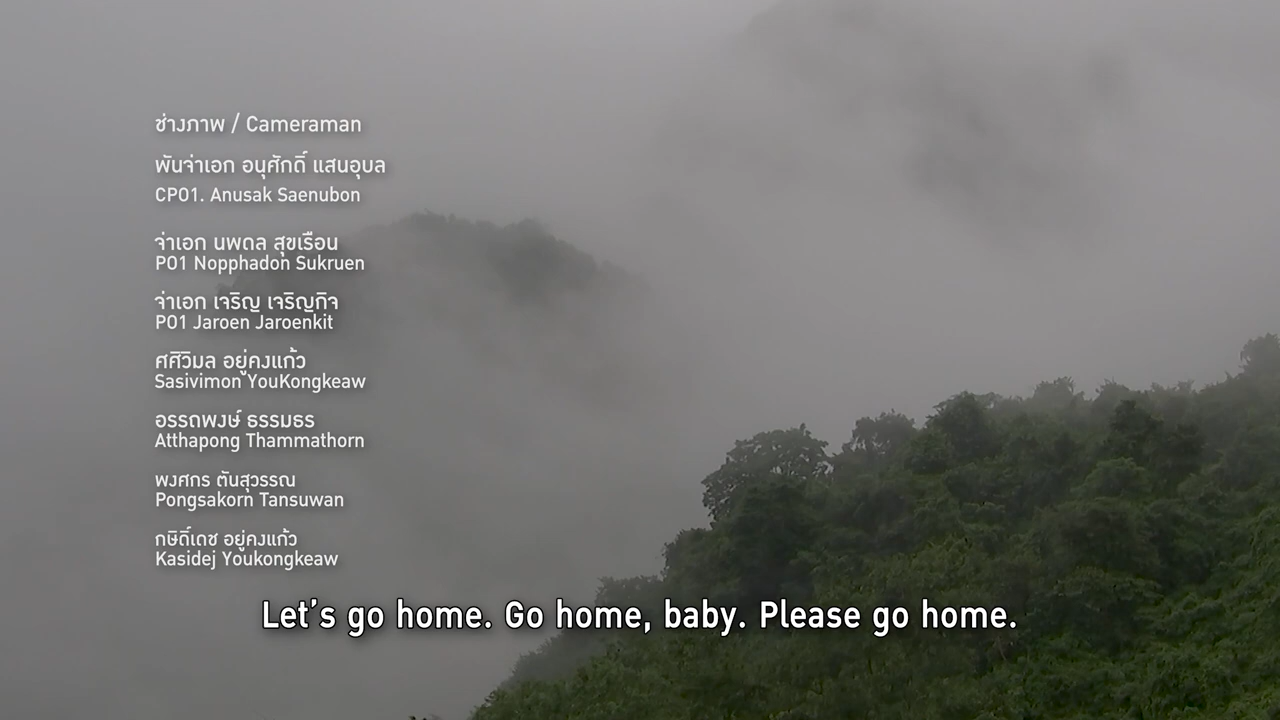 ช่างภาพ / Cameraman
พันจ่าเอก อนุศักดิ์ แสนอุบล
CPO1. Anusak Saenubon
จ่าเอก นพดล สุขเรือน
PO1 Nopphadon Sukruen
จ่าเอก เจริญ เจริญกิจ
PO1 Jaroen Jaroenkit
ศศิวิมล อยู่คงแก้ว
Sasivimon YouKongkeaw
อรรถพงษ์ ธรรมธร
Atthapong Thammathorn
พงศกร ตันสุวรรณ
Pongsakorn Tansuwan
กษิดิ์เดช อยู่คงแก้ว
Kasidej Youkongkeaw
Let's go home. Go home, baby. Please go home.